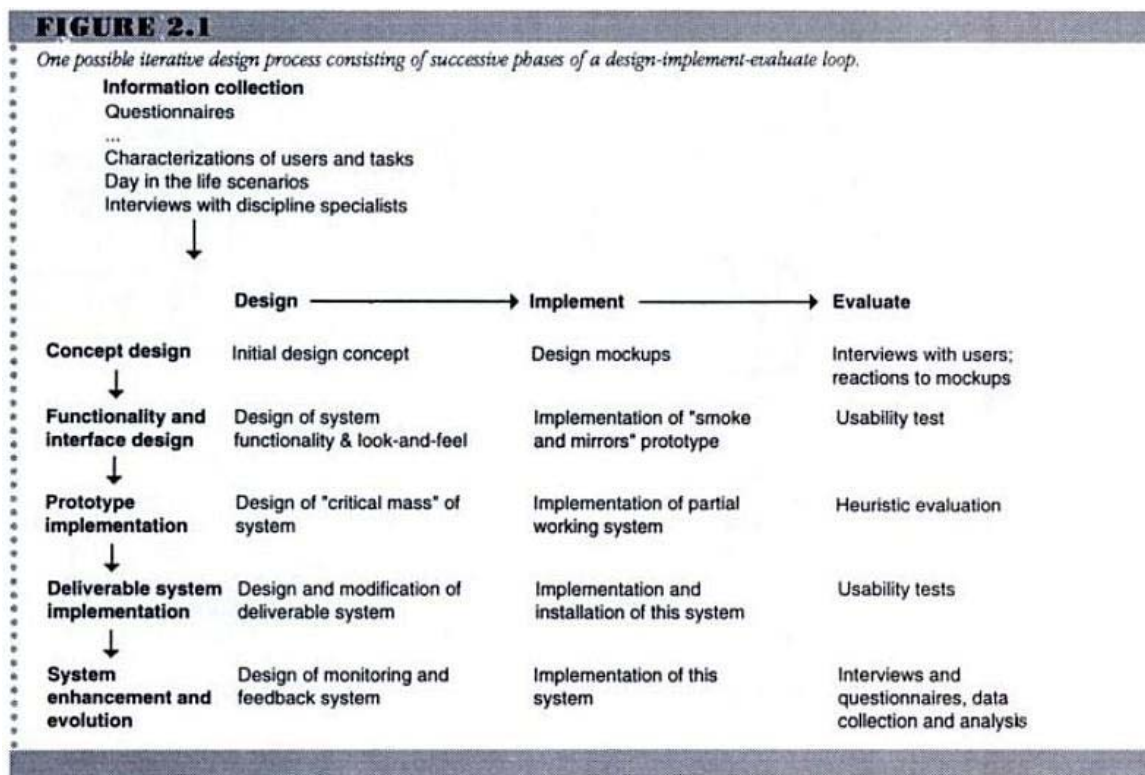 FIGURE 2.1
One possible iterative design process consisting of successive phases of a design-implement-evaluate loop.
Information collection
Questionnaires
...
Characterizations of users and tasks
Day in the life scenarios
Interviews with discipline specialists
Design Implement Evaluate
Concept design Initial design concept Design mockups Interviews with users;
reactions to mockups
Functionality and Design of system Implementation of "smoke Usability test
interface design functionality & look-and-feel and mirrors" prototype
Prototype Design of "critical mass" of Implementation of partial Heuristic evaluation
implementation system working system
Deliverable system Design and modification of Implementation and Usability tests
implementation deliverable system installation of this system
System Design of monitoring and Implementation of this Interviews and
enhancement and feedback system system questionnaires, data
evolution collection and analysis